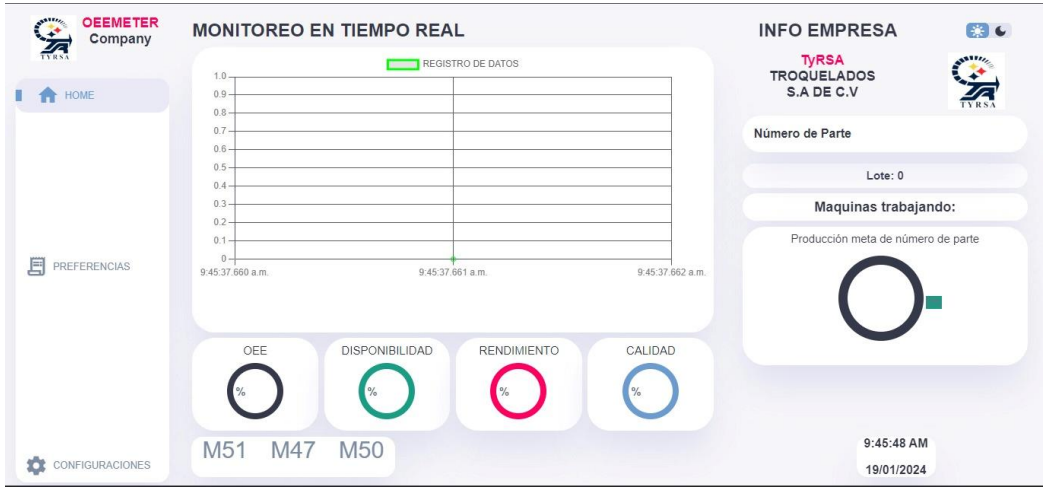 OEEMETER
Company
TYRSA
HOME
PREFERENCIAS
CONFIGURACIONES
MONITOREO EN TIEMPO REAL
REGISTRO DE DATOS
1.0
0.9
0.8
0.7
0.6
0.5
0.4
0.3
0.2
0.1
0
9:45:37.660 a.m. 9:45:37.661 a.m. 9:45:37.662 a.m.
OEE DISPONIBILIDAD RENDIMIENTO CALIDAD
% % % %
M51 M47 M50
INFO EMPRESA
TyRSA
TROQUELADOS
S.A DE C.V
TYRSA
Número de Parte
Lote: 0
Maquinas trabajando:
Producción meta de número de parte
9:45:48 AM
19/01/2024